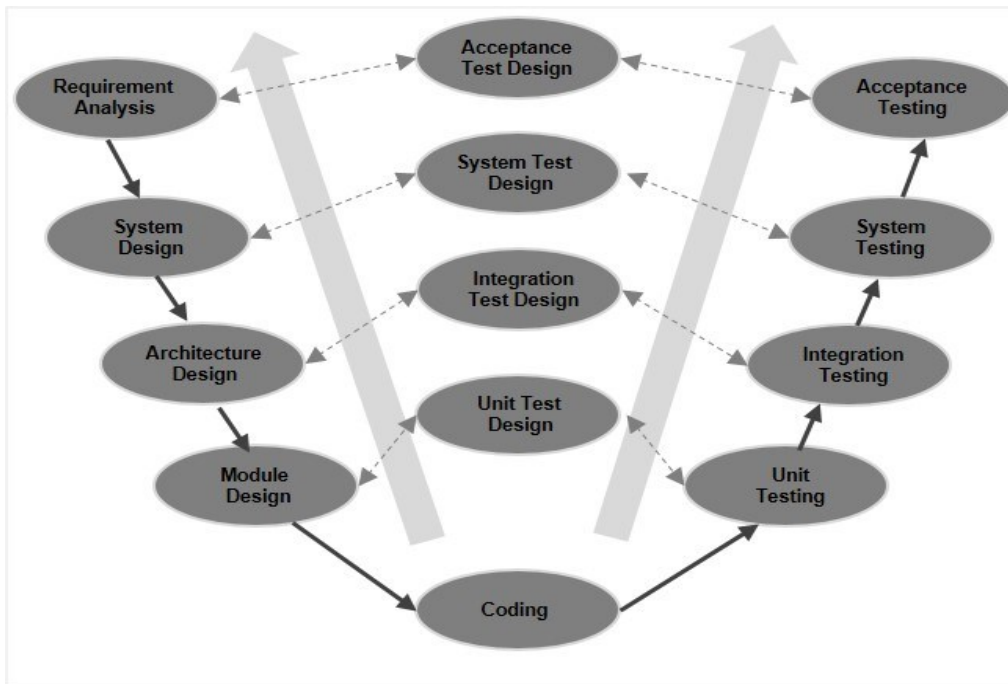 Acceptance
Test Design
Requirement
Analysis
Acceptance
Testing
System Test
Design
System
Design
System
Testing
Integration
Test Design
Architecture
Design
Integration
Testing
Unit Test
Design
Module
Design
Unit
Testing
Coding